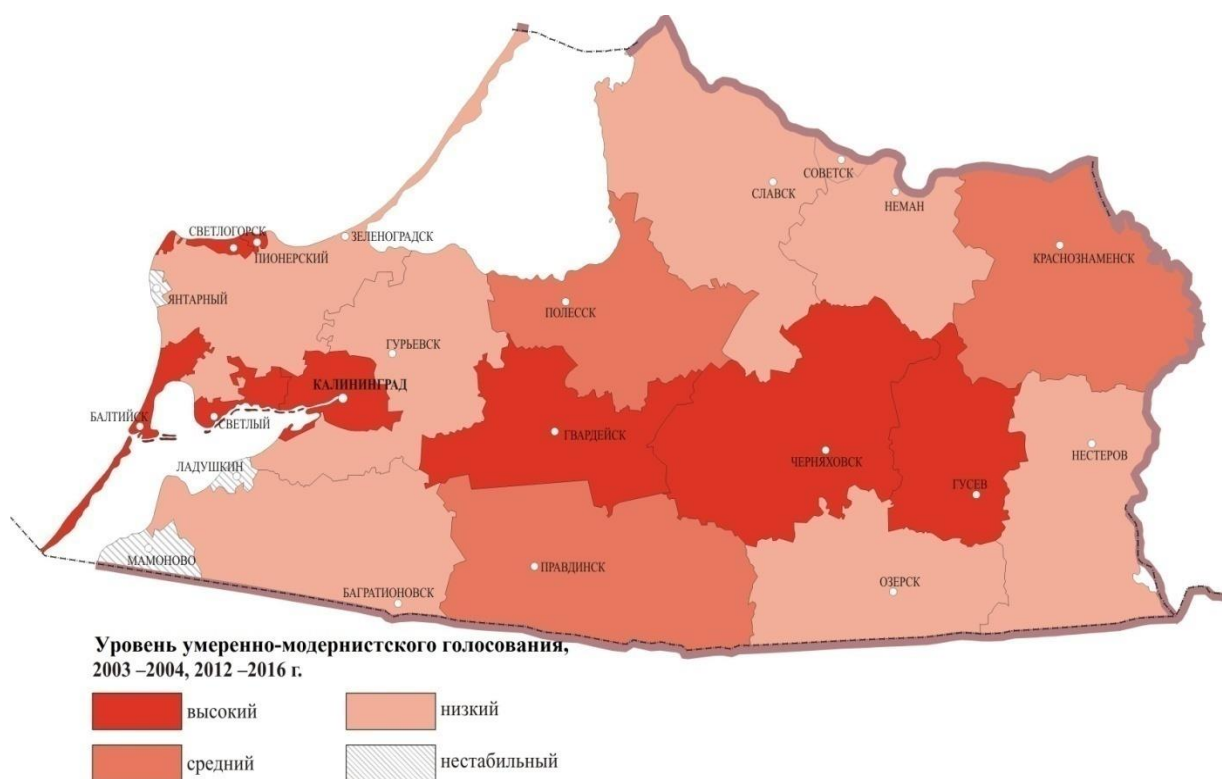 СОВЕТСК
СЛАВСК
НЕМАН
СВЕТЛОГОРСК
ЗЕЛЕНОГРАДСК
ПИОНЕРСКИЙ
КРАСНОЗНАМЕНСК
ЯНТАРНЫЙ
ПОЛЕССК
ГУРЬЕВСК
КАЛИНИНГРАД
БАЛТИЙСК
СВЕТЛЫЙ
ГВАРДЕЙСК
НЕСТЕРОВ
ЧЕРНЯХОВСК
ЛАДУШКИН
ГУСЕВ
МАМОНОВО
ПРАВДИНСК
ОЗЕРСК
БАГРАТИОНОВСК
Уровень умеренно-модернистского голосования,
2003 –2004, 2012 –2016 г.
высокий
низкий
средний
нестабильный